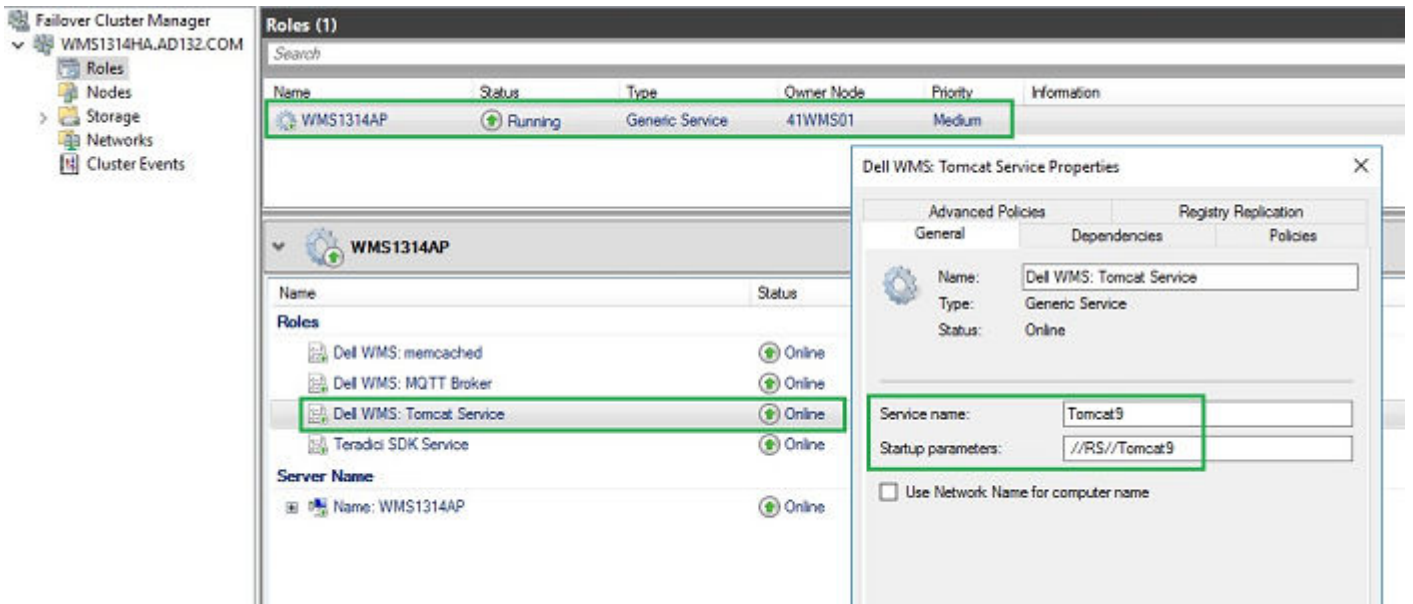 Failover Cluster Manager
WMS1314HA.AD132.COM
Roles
Nodes
Storage
Networks
Cluster Events
Roles (1)
Search
Name Status Type Owner Node Priority Information
WMS1314AP Running Generic Service 41WMS01 Medium
WMS1314AP
Name Status
Roles
Dell WMS: memcached Online
Dell WMS: MQTT Broker Online
Dell WMS: Tomcat Service Online
Teradici SDK Service Online
Server Name
Name: WMS1314AP Online
Dell WMS: Tomcat Service Properties
Advanced Policies Registry Replication
General Dependencies Policies
Name: Dell WMS: Tomcat Service
Type: Generic Service
Status: Online
Service name: Tomcat9
Startup parameters: //RS//Tomcat9
Use Network Name for computer name